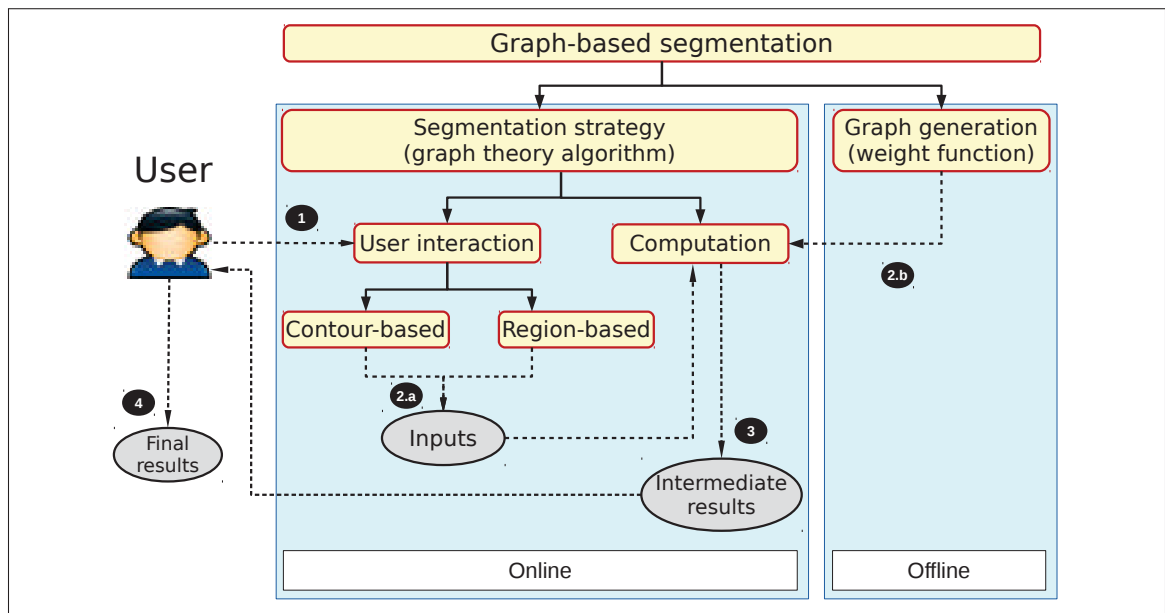 Graph-based segmentation
Segmentation strategy
(graph theory algorithm)
Graph generation
(weight function)
User
1
User interaction
Computation
2.b
Contour-based
Region-based
2.a
4
3
Inputs
Final
results
Intermediate
results
Online
Offline